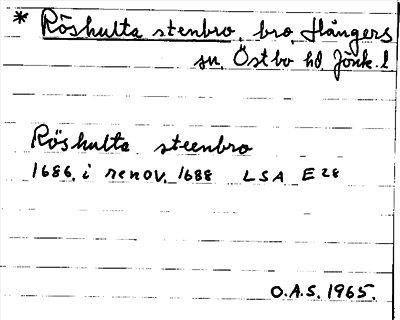 * Röshulta stenbro, bro, Hångers
sn, Östbo hd, Jönk. l
Röshulta steenbro
1686, i renov. 1688 LSA E 28
O.A.S. 1965.